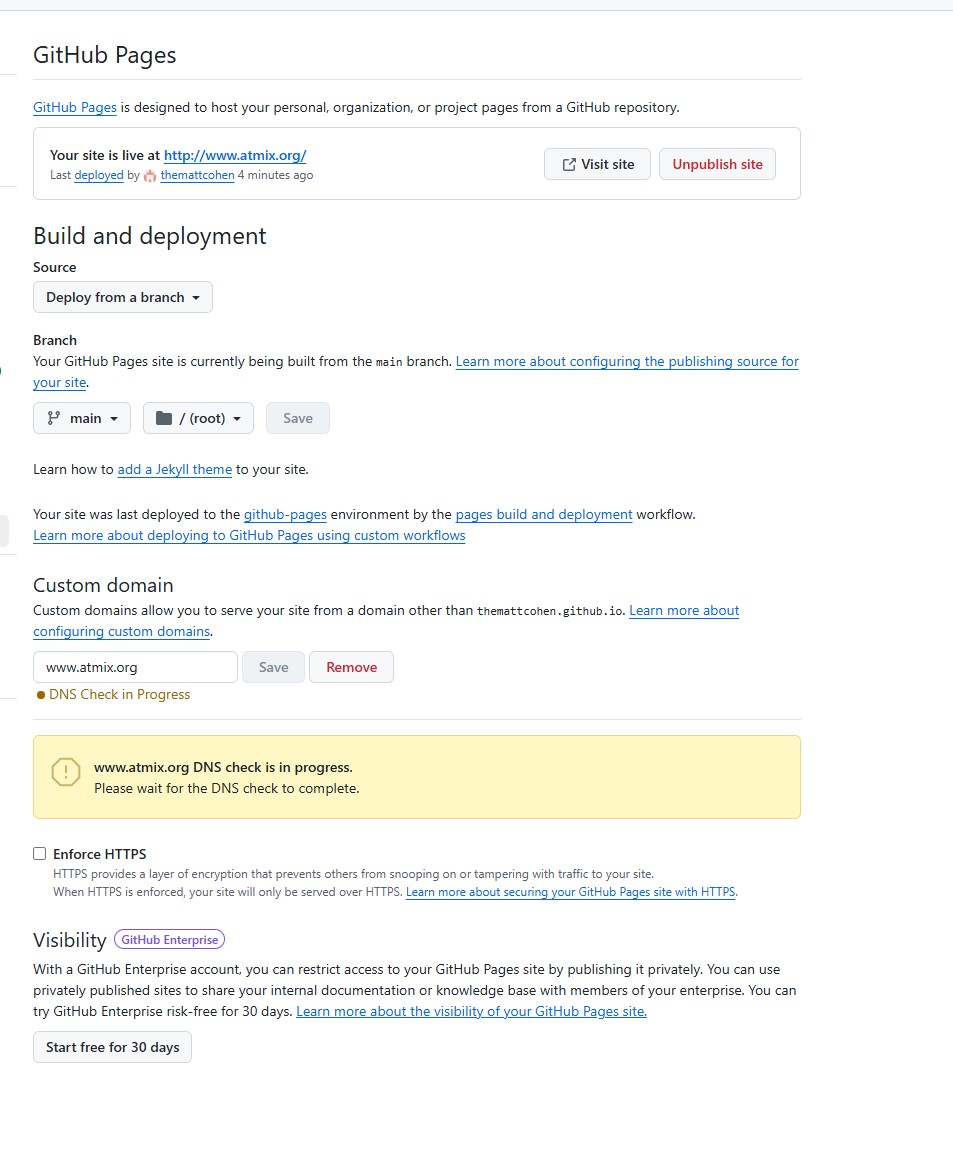 GitHub Pages
GitHub Pages is designed to host your personal, organization, or project pages from a GitHub repository.
Your site is live at http://www.atmix.org/
Last deployed by themattcohen 4 minutes ago
Visit site
Unpublish site
Build and deployment
Source
Deploy from a branch
Branch
Your GitHub Pages site is currently being built from the main branch. Learn more about configuring the publishing source for
your site.
main
/ (root)
Save
Learn how to add a Jekyll theme to your site.
Your site was last deployed to the github-pages environment by the pages build and deployment workflow.
Learn more about deploying to GitHub Pages using custom workflows
Custom domain
Custom domains allow you to serve your site from a domain other than themattcohen.github.io. Learn more about
configuring custom domains.
www.atmix.org
Save
Remove
DNS Check in Progress
www.atmix.org DNS check is in progress.
Please wait for the DNS check to complete.
Enforce HTTPS
HTTPS provides a layer of encryption that prevents others from snooping on or tampering with traffic to your site.
When HTTPS is enforced, your site will only be served over HTTPS. Learn more about securing your GitHub Pages site with HTTPS.
Visibility
GitHub Enterprise
With a GitHub Enterprise account, you can restrict access to your GitHub Pages site by publishing it privately. You can use
privately published sites to share your internal documentation or knowledge base with members of your enterprise. You can
try GitHub Enterprise risk-free for 30 days. Learn more about the visibility of your GitHub Pages site.
Start free for 30 days